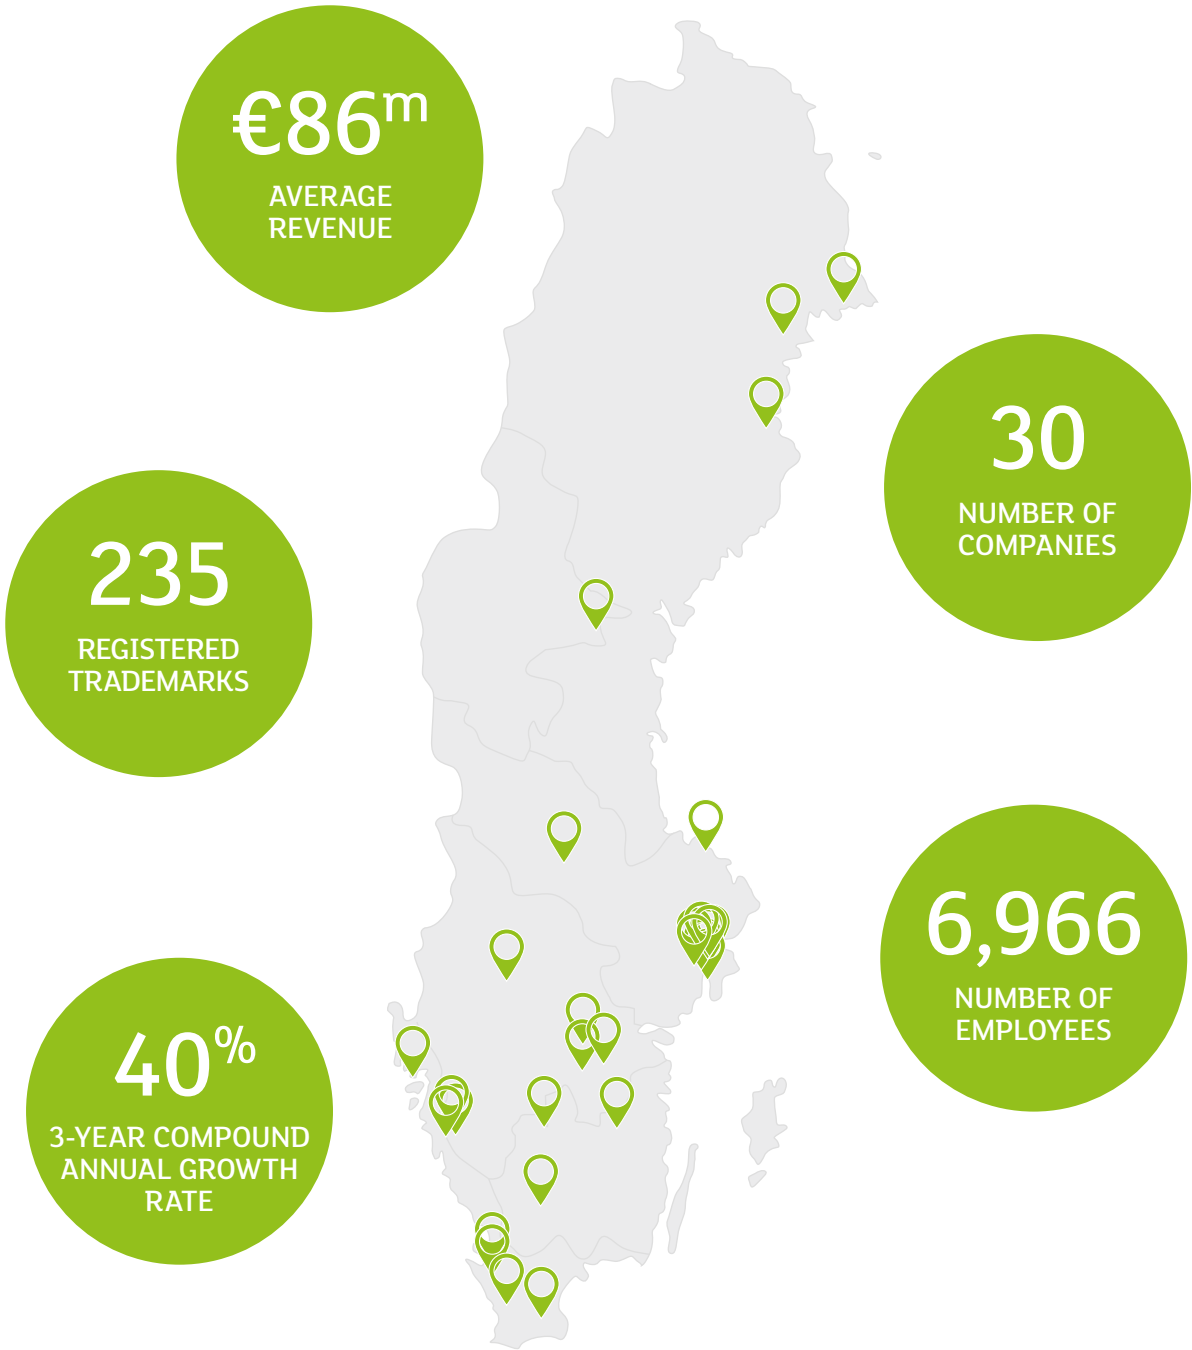 €86m
AVERAGE
REVENUE
30
NUMBER OF
COMPANIES
235
REGISTERED
TRADEMARKS
6,966
NUMBER OF
EMPLOYEES
40%
3-YEAR COMPOUND
ANNUAL GROWTH
RATE